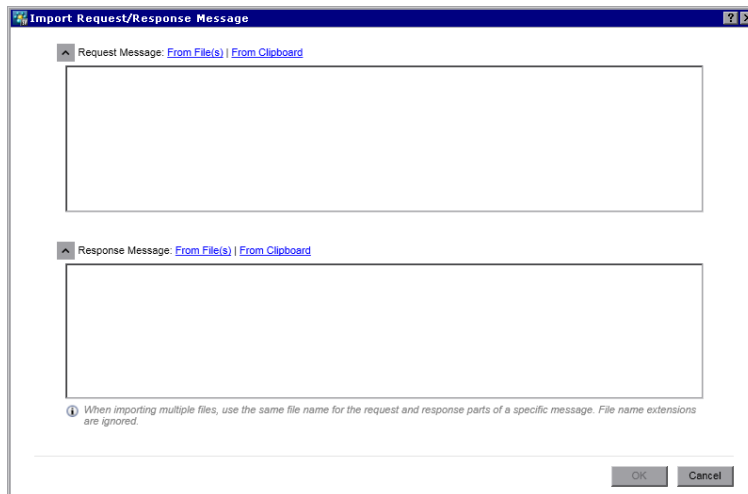 Import Request/Response Message
Request Message: From File(s) | From Clipboard
Response Message: From File(s) | From Clipboard
When importing multiple files, use the same file name for the request and response parts of a specific message. File name extensions
are ignored.
OK Cancel